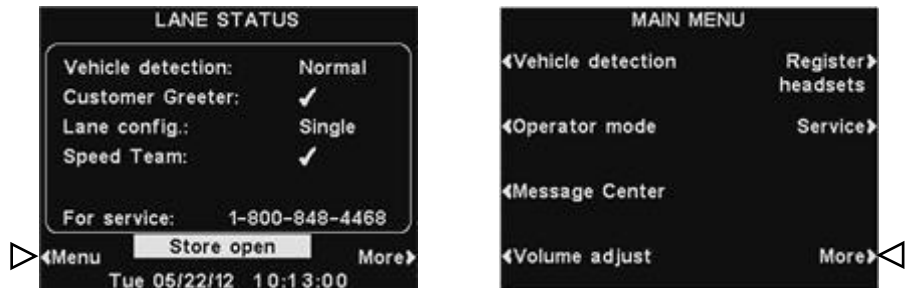 LANE STATUS
Vehicle detection: Normal
Customer Greeter: ✓
Lane config.: Single
Speed Team: ✓
For service: 1-800-848-4468
Store open
Menu More
Tue 05/22/12 10:13:00
MAIN MENU
Vehicle detection Register
headsets
Operator mode Service
Message Center
Volume adjust More